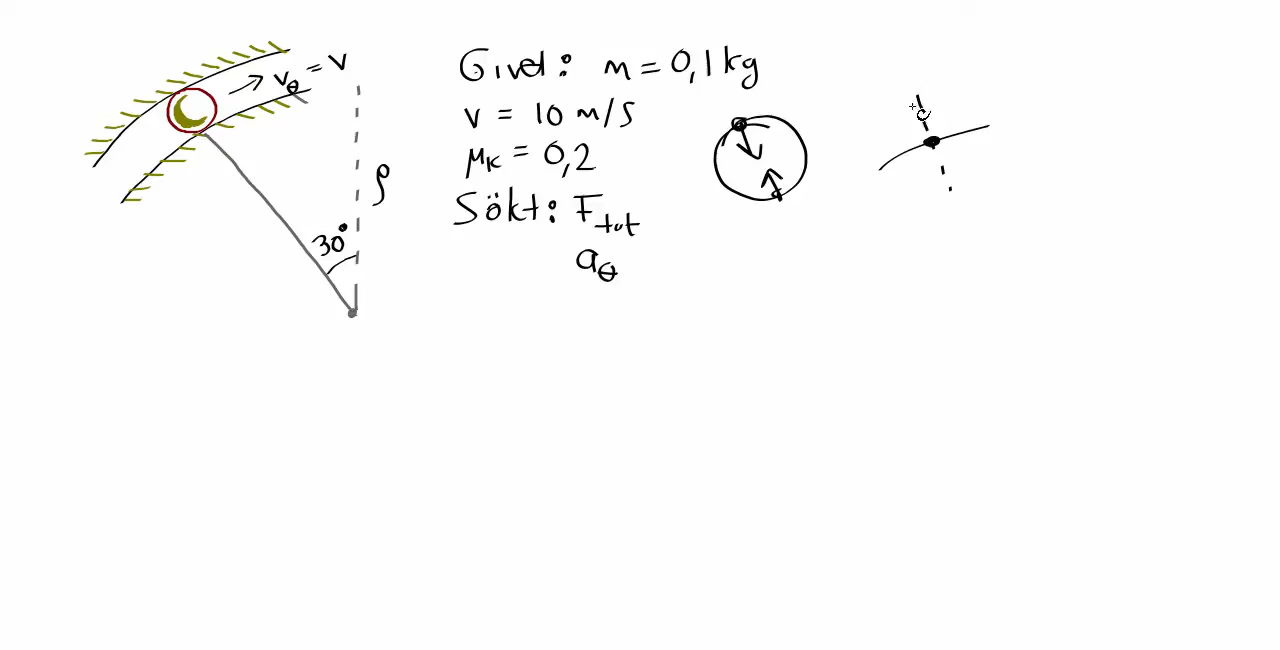 v_θ = v
ρ
30°
Givet: m = 0,1 kg
v = 10 m/s
μ_k = 0,2
Sökt: F_tot
a_θ